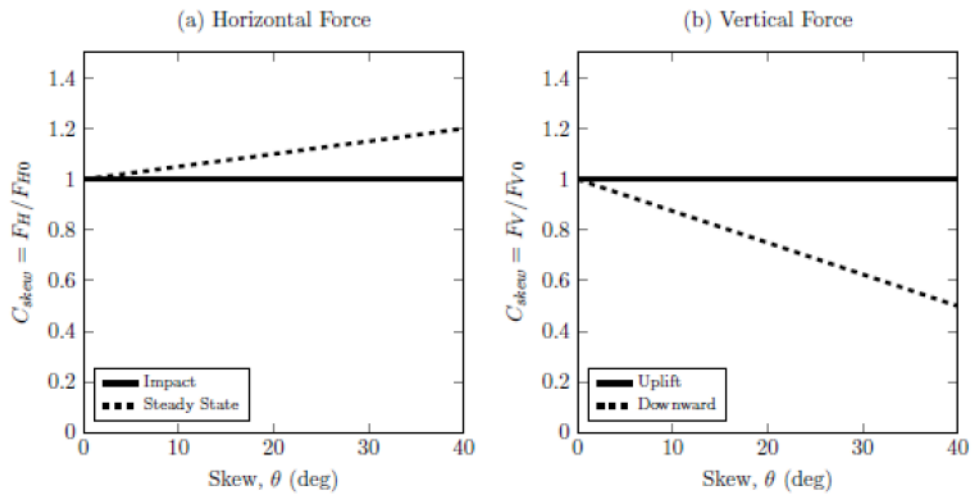 (a) Horizontal Force
1.4
1.2
1
0.8
0.6
0.4
0.2
0
C_skew = F_H/F_H0
Impact
Steady State
0 10 20 30 40
Skew, θ (deg)
(b) Vertical Force
1.4
1.2
1
0.8
0.6
0.4
0.2
0
C_skew = F_V/F_V0
Uplift
Downward
0 10 20 30 40
Skew, θ (deg)